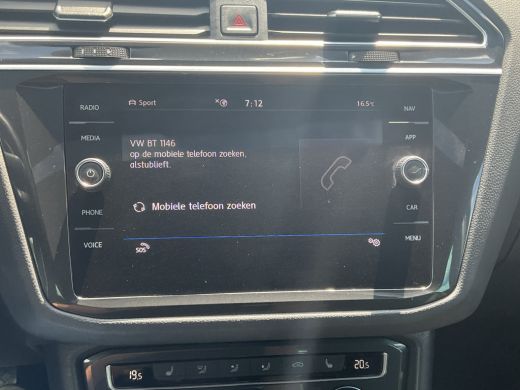 RADIO
MEDIA
PHONE
VOICE
Sport
7:12
16.5°C
VW BT 1146
op de mobiele telefoon zoeken,
alstublieft.
Mobiele telefoon zoeken
SOS
NAV
APP
CAR
MENU
19.5
20.5